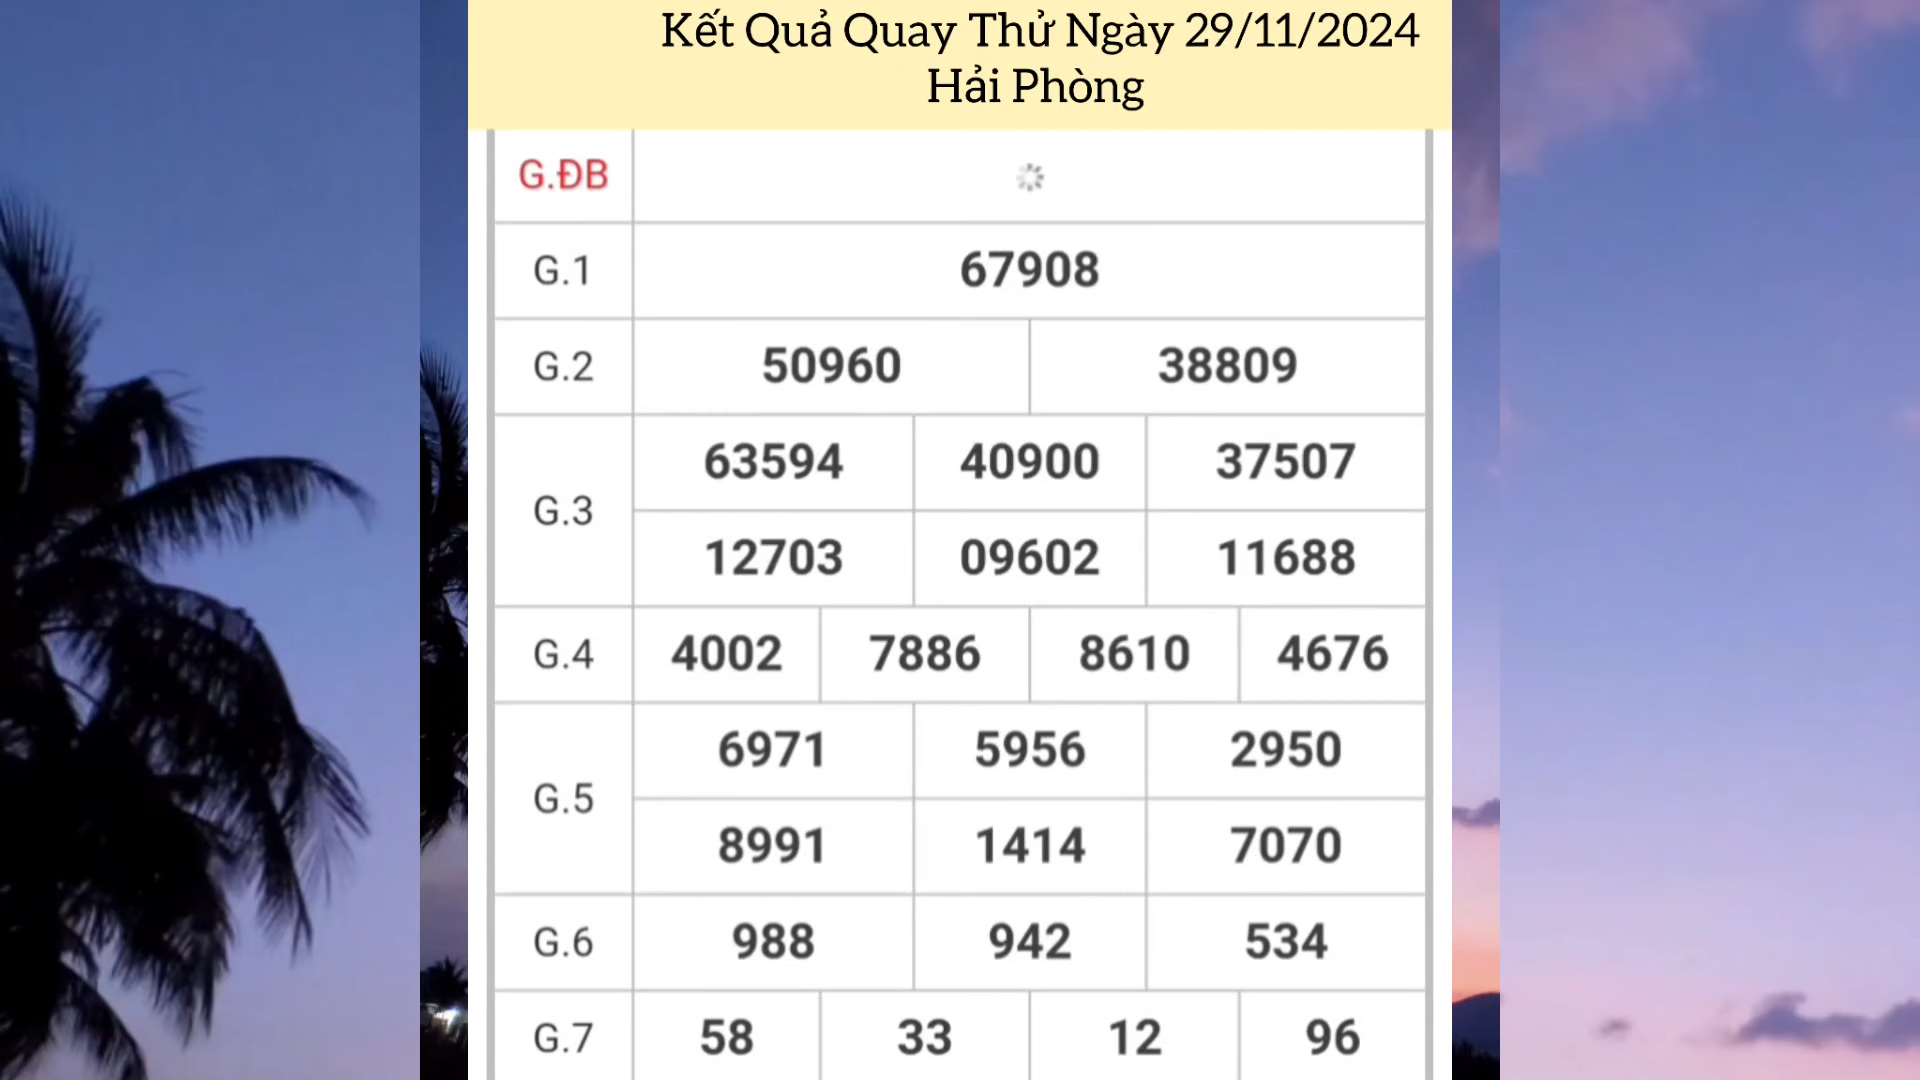 Kết Quả Quay Thử Ngày 29/11/2024
Hải Phòng
G.ĐB
G.1 67908
G.2 50960 38809
G.3 63594 40900 37507
12703 09602 11688
G.4 4002 7886 8610 4676
G.5 6971 5956 2950
8991 1414 7070
G.6 988 942 534
G.7 58 33 12 96